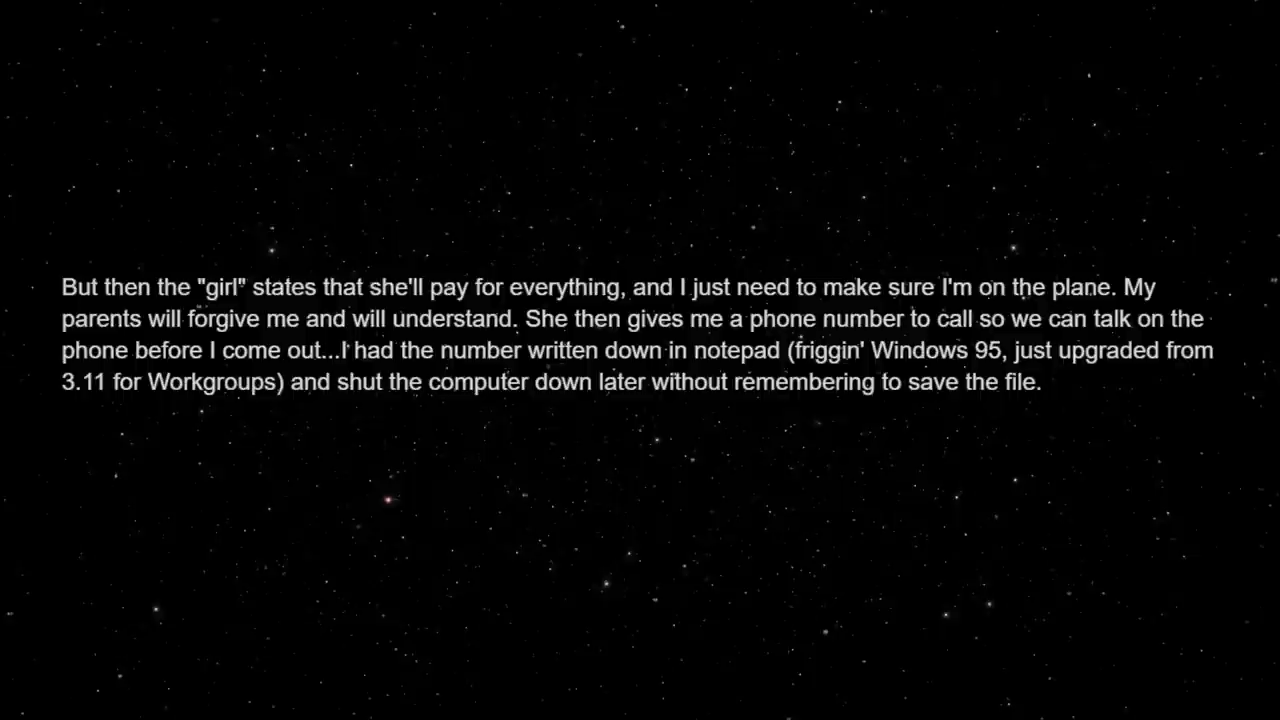 But then the "girl" states that she'll pay for everything, and I just need to make sure I'm on the plane. My
parents will forgive me and will understand. She then gives me a phone number to call so we can talk on the
phone before I come out...I had the number written down in notepad (friggin' Windows 95, just upgraded from
3.11 for Workgroups) and shut the computer down later without remembering to save the file.